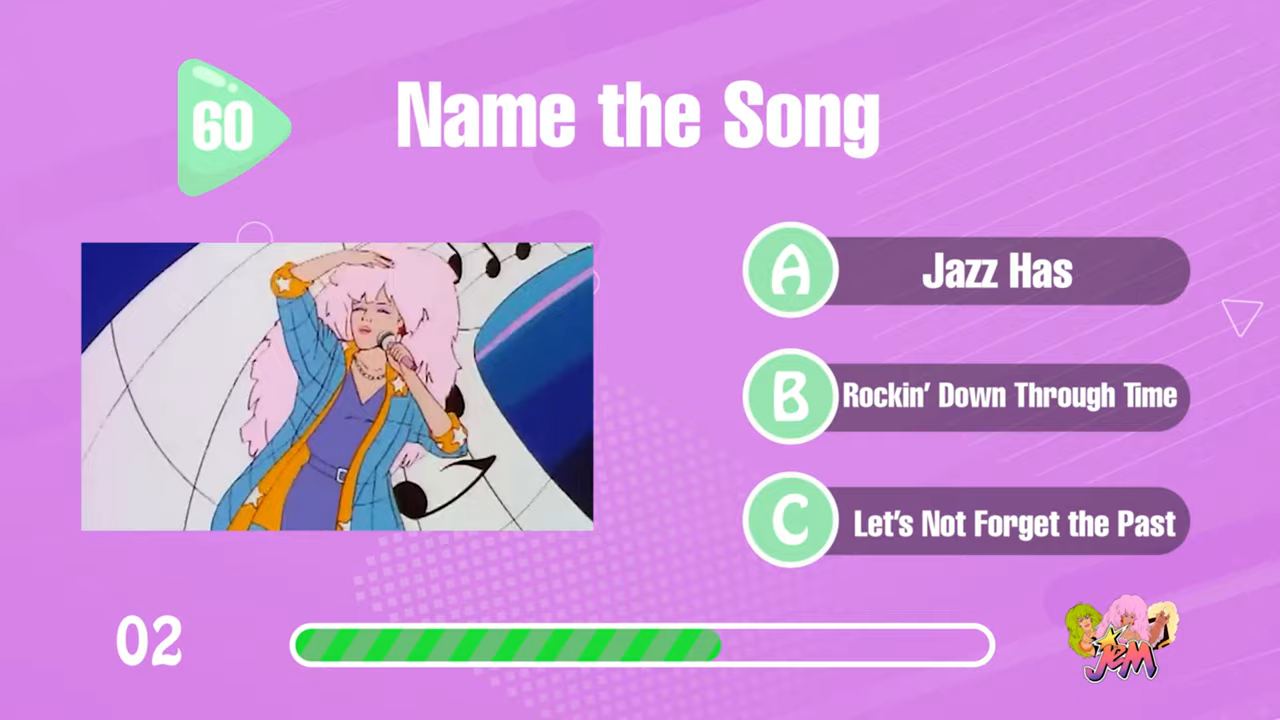 60
Name the Song
A
Jazz Has
B
Rockin' Down Through Time
C
Let's Not Forget the Past
02
JEM